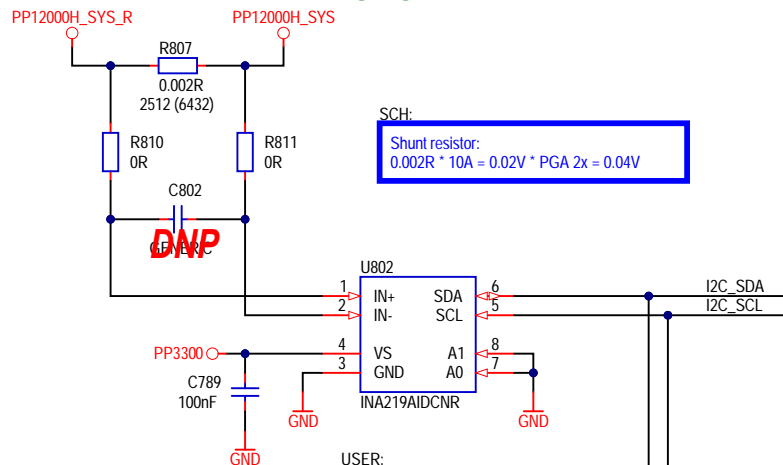 PP12000H_SYS_R
PP12000H_SYS
R807
0.002R
2512 (6432)
SCH:
Shunt resistor:
0.002R * 10A = 0.02V * PGA 2x = 0.04V
R810
0R
R811
0R
C802
GENERIC
DNP
U802
1 IN+ SDA 6 I2C_SDA
2 IN- SCL 5 I2C_SCL
PP3300 4 VS A1 8
3 GND A0 7
C789
100nF
INA219AIDCNR
GND
GND
GND
USER: